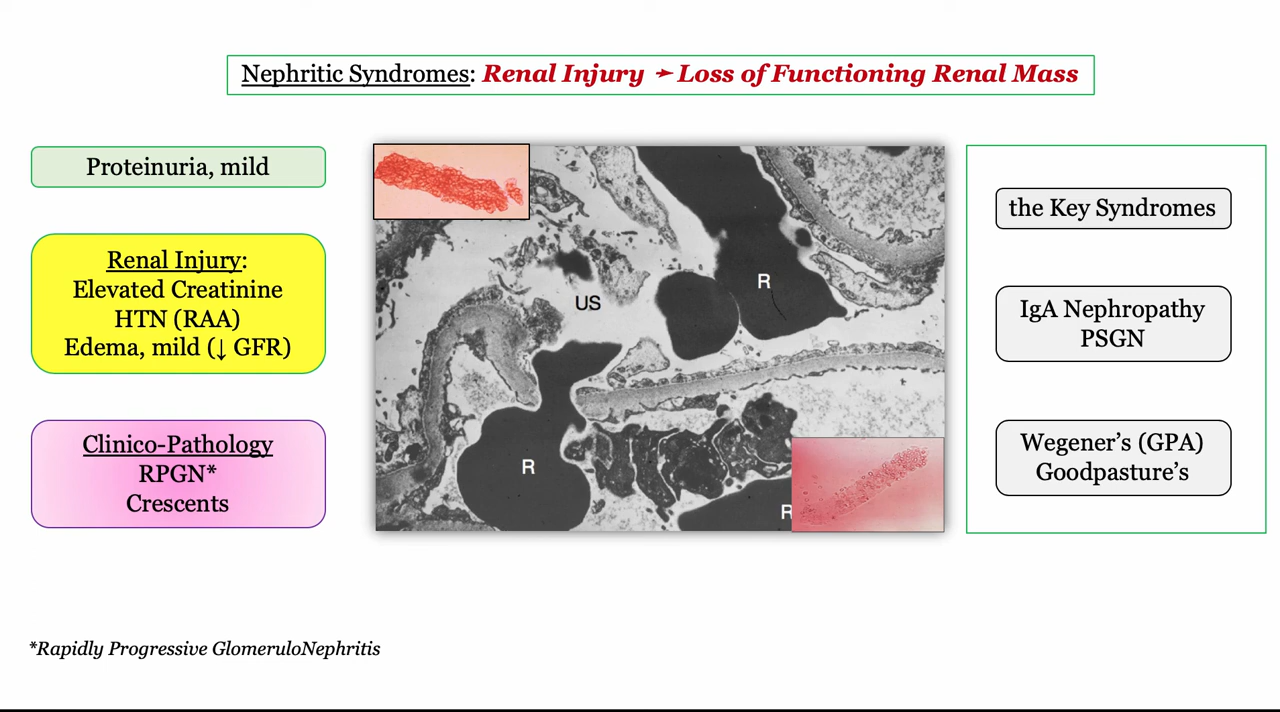 Nephritic Syndromes: Renal Injury ➛ Loss of Functioning Renal Mass
Proteinuria, mild
Renal Injury:
Elevated Creatinine
HTN (RAA)
Edema, mild (↓ GFR)
Clinico-Pathology
RPGN*
Crescents
US
R
R
R
the Key Syndromes
IgA Nephropathy
PSGN
Wegener’s (GPA)
Goodpasture’s
*Rapidly Progressive GlomeruloNephritis